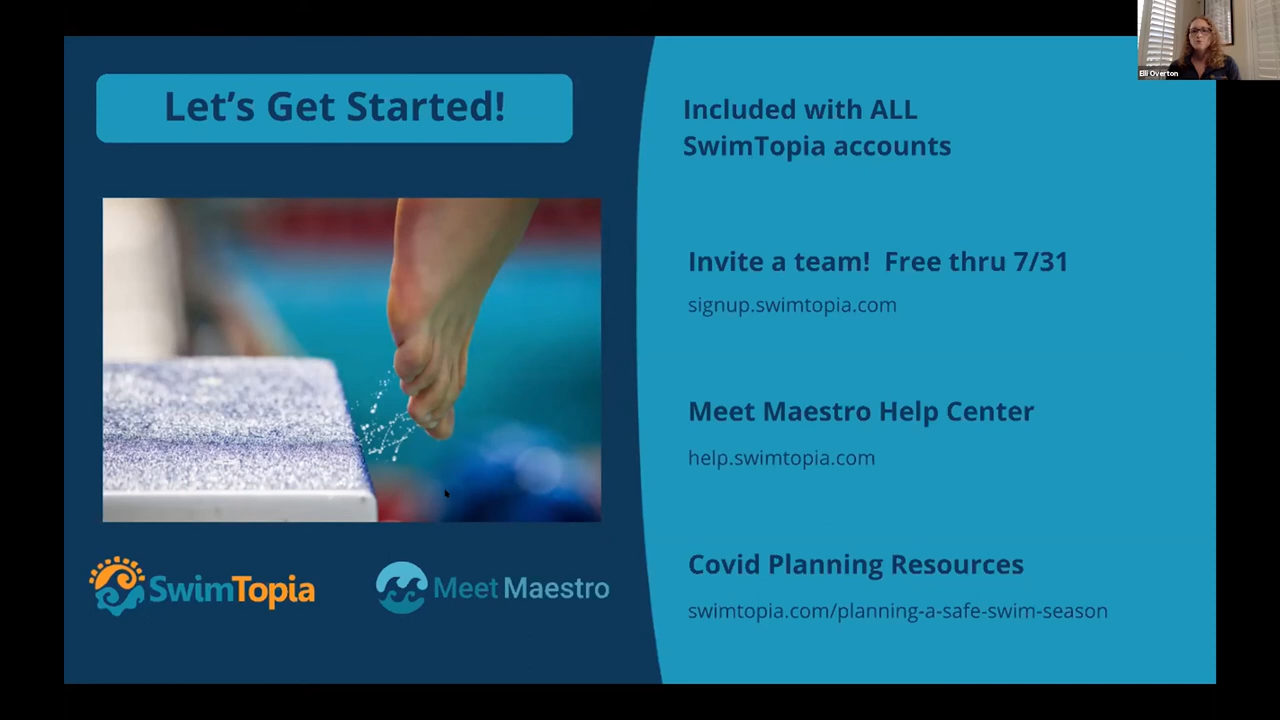 Let's Get Started!
Included with ALL
SwimTopia accounts
Invite a team! Free thru 7/31
signup.swimtopia.com
Meet Maestro Help Center
help.swimtopia.com
Covid Planning Resources
swimtopia.com/planning-a-safe-swim-season
SwimTopia
Meet Maestro
Elli Overton